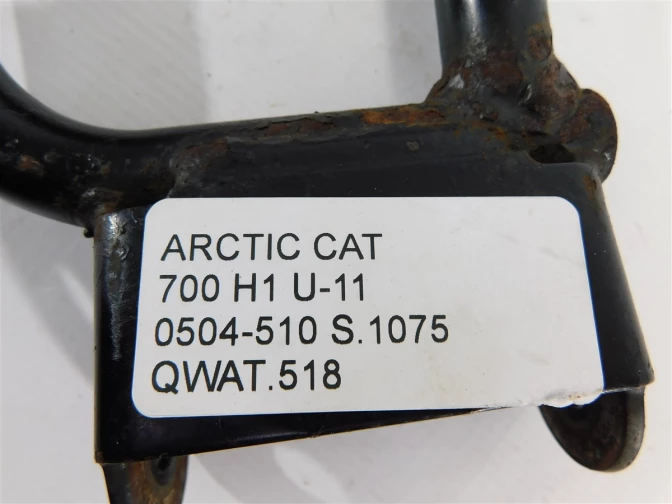 ARCTIC CAT
700 H1 U-11
0504-510 S.1075
QWAT.518